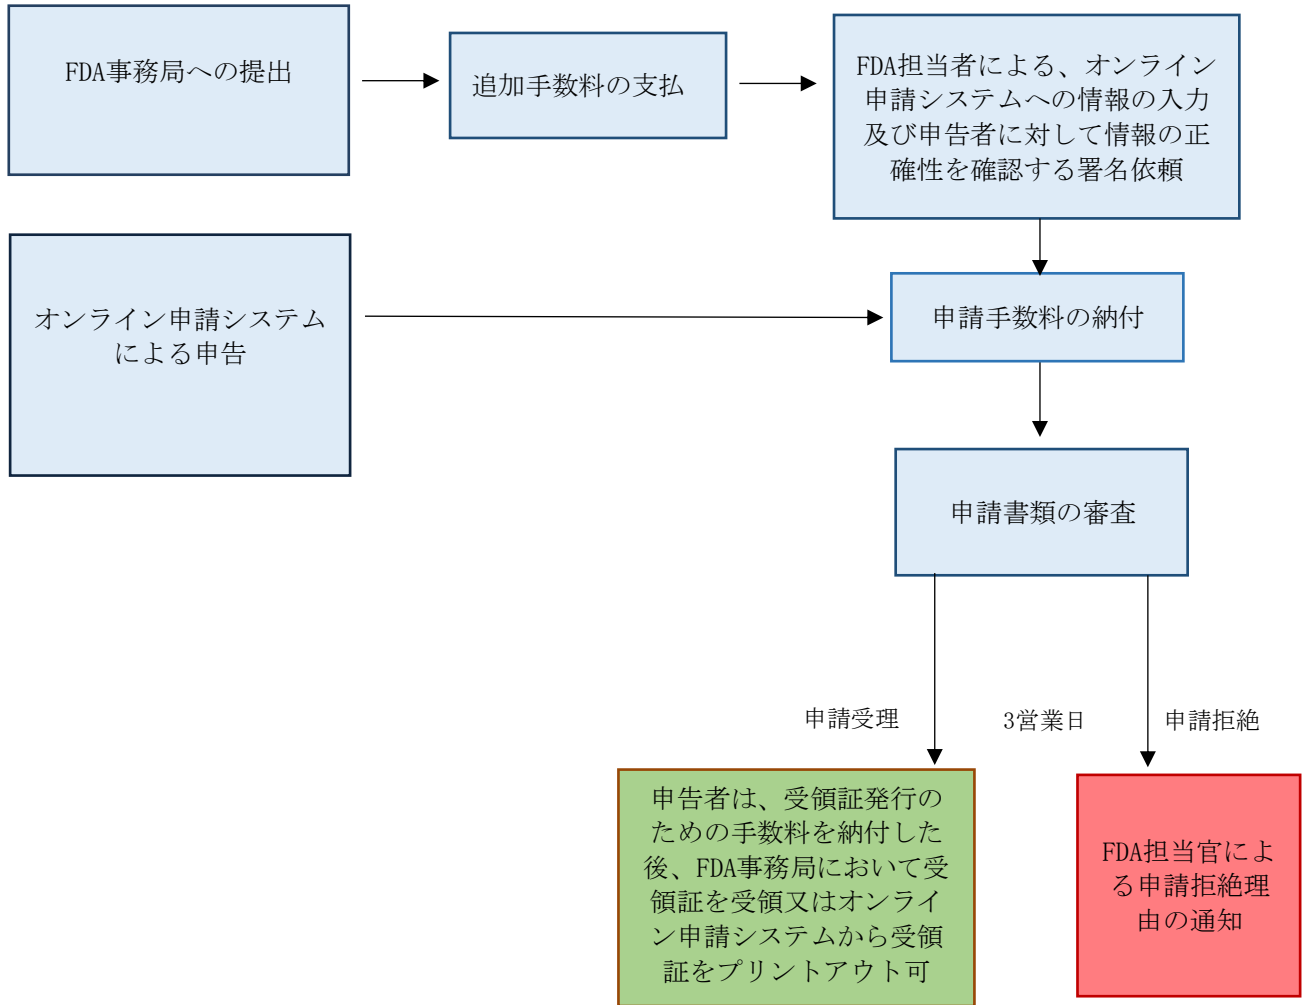 FDA事務局への提出
追加手数料の支払
FDA担当者による、オンライン
申請システムへの情報の入力
及び申告者に対して情報の正
確性を確認する署名依頼
オンライン申請システム
による申告
申請手数料の納付
申請書類の審査
申請受理
3営業日
申請拒絶
申告者は、受領証発行の
ための手数料を納付した
後、FDA事務局において受
領証を受領又はオンライ
ン申請システムから受領
証をプリントアウト可
FDA担当官によ
る申請拒絶理
由の通知